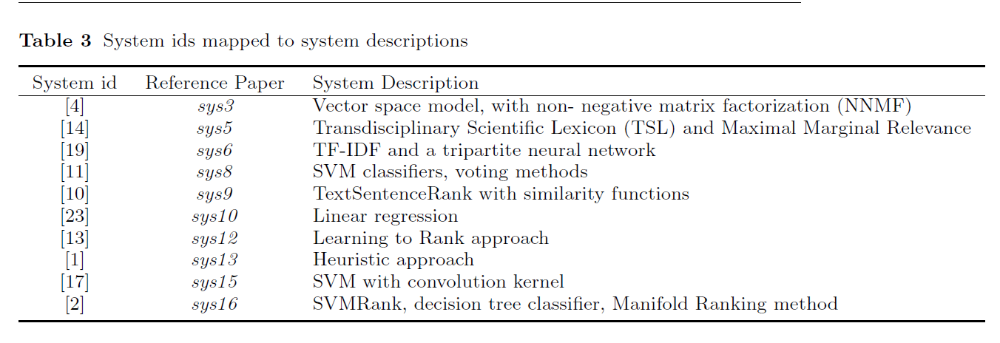 Table 3 System ids mapped to system descriptions
System id Reference Paper System Description
[4] sys3 Vector space model, with non- negative matrix factorization (NNMF)
[14] sys5 Transdisciplinary Scientific Lexicon (TSL) and Maximal Marginal Relevance
[19] sys6 TF-IDF and a tripartite neural network
[11] sys8 SVM classifiers, voting methods
[10] sys9 TextSentenceRank with similarity functions
[23] sys10 Linear regression
[13] sys12 Learning to Rank approach
[1] sys13 Heuristic approach
[17] sys15 SVM with convolution kernel
[2] sys16 SVMRank, decision tree classifier, Manifold Ranking method